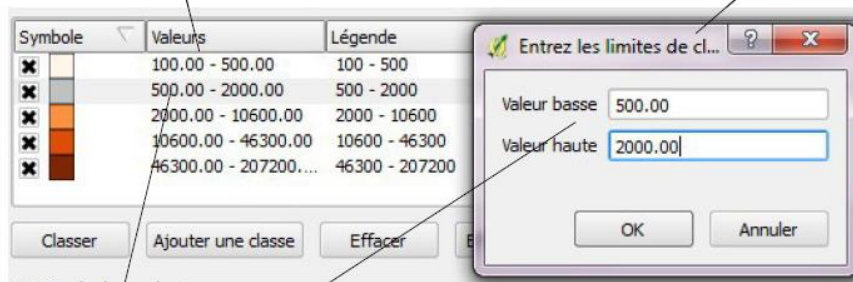 Symbole Valeurs Légende
100.00 - 500.00 100 - 500
500.00 - 2000.00 500 - 2000
2000.00 - 10600.00 2000 - 10600
10600.00 - 46300.00 10600 - 46300
46300.00 - 207200.... 46300 - 207200
Classer Ajouter une classe Effacer
Entrez les limites de cl...
Valeur basse 500.00
Valeur haute 2000.00
OK Annuler